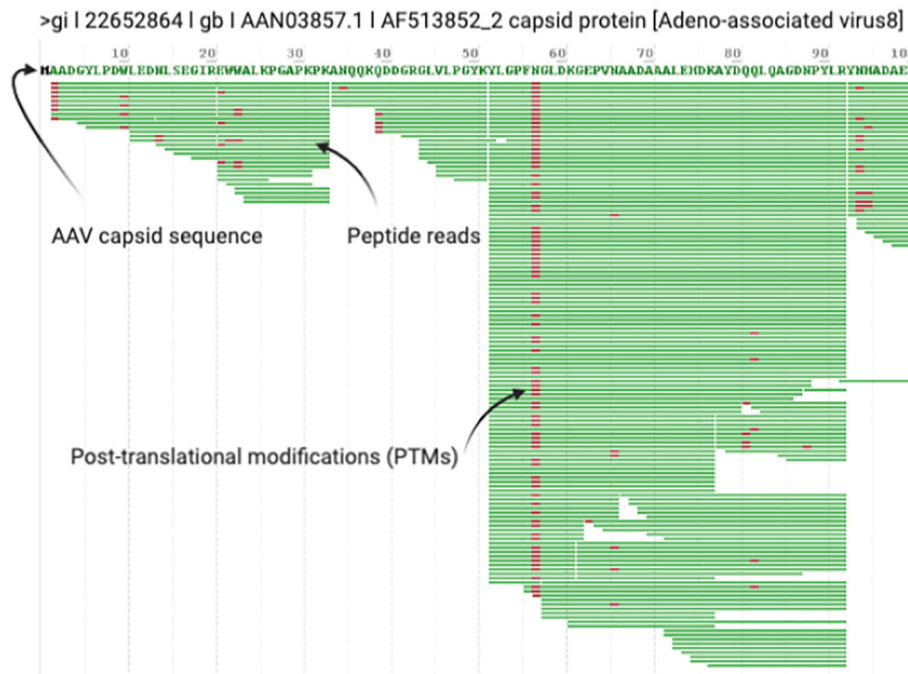 >gi l 22652864 l gb l AAN03857.1 l AF513852_2 capsid protein [Adeno-associated virus8]
10 20 30 40 50 60 70 80 90 10
MAADGYLPDWLEDNLSEGIREWWALKPGAPKPKANQQKQDDGRGLVLPGYKYLGPFNGLDKGEPVNAADAAALEHDKAYDQQLQAGDNPYLRYNHADAE
AAV capsid sequence
Peptide reads
Post-translational modifications (PTMs)